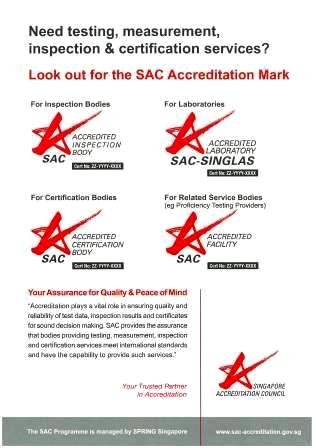 Need testing, measurement,
inspection & certification services?
Look out for the SAC Accreditation Mark
For Inspection Bodies
For Laboratories
ACCREDITED
INSPECTION
BODY
SAC
Cert No: ZZ-YYYY-XXXX
ACCREDITED
LABORATORY
SAC-SINGLAS
Cert No: ZZ-YYYY-XXXX
For Certification Bodies
For Related Service Bodies
(eg Proficiency Testing Providers)
ACCREDITED
CERTIFICATION
BODY
SAC
Cert No: ZZ-YYYY-XXXX
ACCREDITED
FACILITY
SAC
Cert No: ZZ-YYYY-XXXX
Your Assurance for Quality & Peace of Mind
"Accreditation plays a vital role in ensuring quality and
reliability of test data, inspection results and certificates
for sound decision making. SAC provides the assurance
that bodies providing testing, measurement, inspection
and certification services meet international standards
and have the capability to provide such services."
Your Trusted Partner
in Accreditation
SINGAPORE
ACCREDITATION COUNCIL
The SAC Programme is managed by SPRING Singapore
www.sac-accreditation.gov.sg